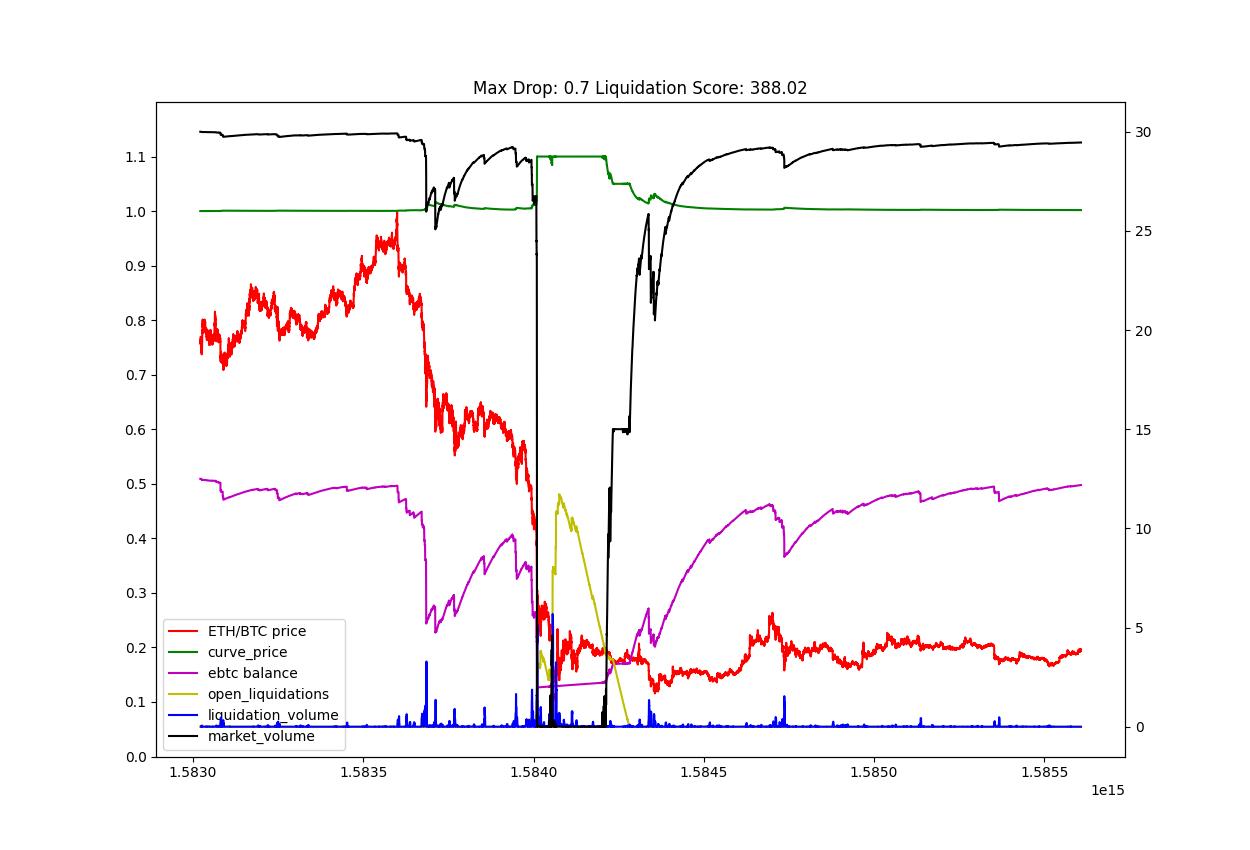 Max Drop: 0.7 Liquidation Score: 388.02
1.1
1.0
0.9
0.8
0.7
0.6
0.5
0.4
0.3
0.2
0.1
0.0
30
25
20
15
10
5
0
ETH/BTC price
curve_price
ebtc balance
open_liquidations
liquidation_volume
market_volume
1.5830 1.5835 1.5840 1.5845 1.5850 1.5855
1e15